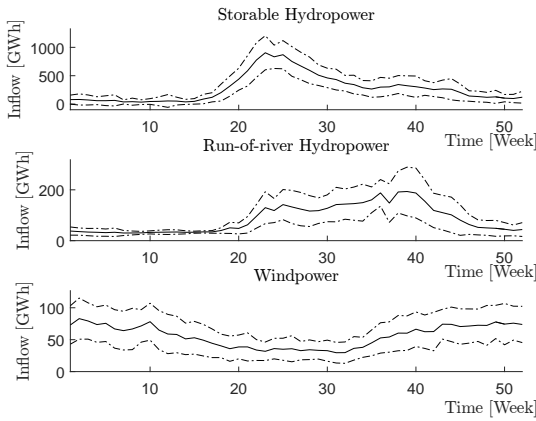 Storable Hydropower
Inflow [GWh]
1000
500
0
10 20 30 40 50
Time [Week]
Run-of-river Hydropower
Inflow [GWh]
200
0
10 20 30 40 50
Time [Week]
Windpower
Inflow [GWh]
100
50
0
10 20 30 40 50
Time [Week]